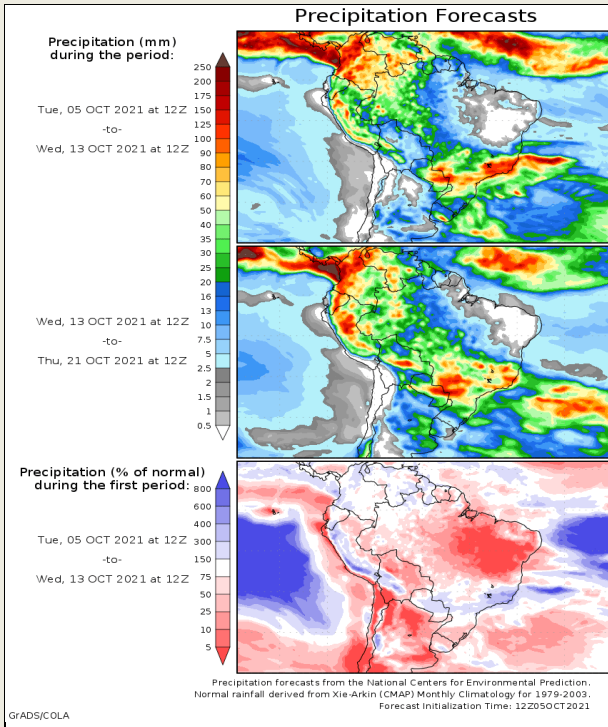 Precipitation Forecasts
Precipitation (mm)
during the period:
Tue, 05 OCT 2021 at 12Z
-to-
Wed, 13 OCT 2021 at 12Z
250
200
175
150
125
100
90
80
70
60
50
40
35
30
25
20
16
13
10
7.5
5
2.5
2
1.5
1
0.5
Wed, 13 OCT 2021 at 12Z
-to-
Thu, 21 OCT 2021 at 12Z
Precipitation (% of normal)
during the first period:
Tue, 05 OCT 2021 at 12Z
-to-
Wed, 13 OCT 2021 at 12Z
800
600
400
300
150
75
50
25
10
5
Precipitation forecasts from the National Centers for Environmental Prediction.
Normal rainfall derived from Xie-Arkin (CMAP) Monthly Climatology for 1979-2003.
Forecast Initialization Time: 12Z05OCT2021
GrADS/COLA